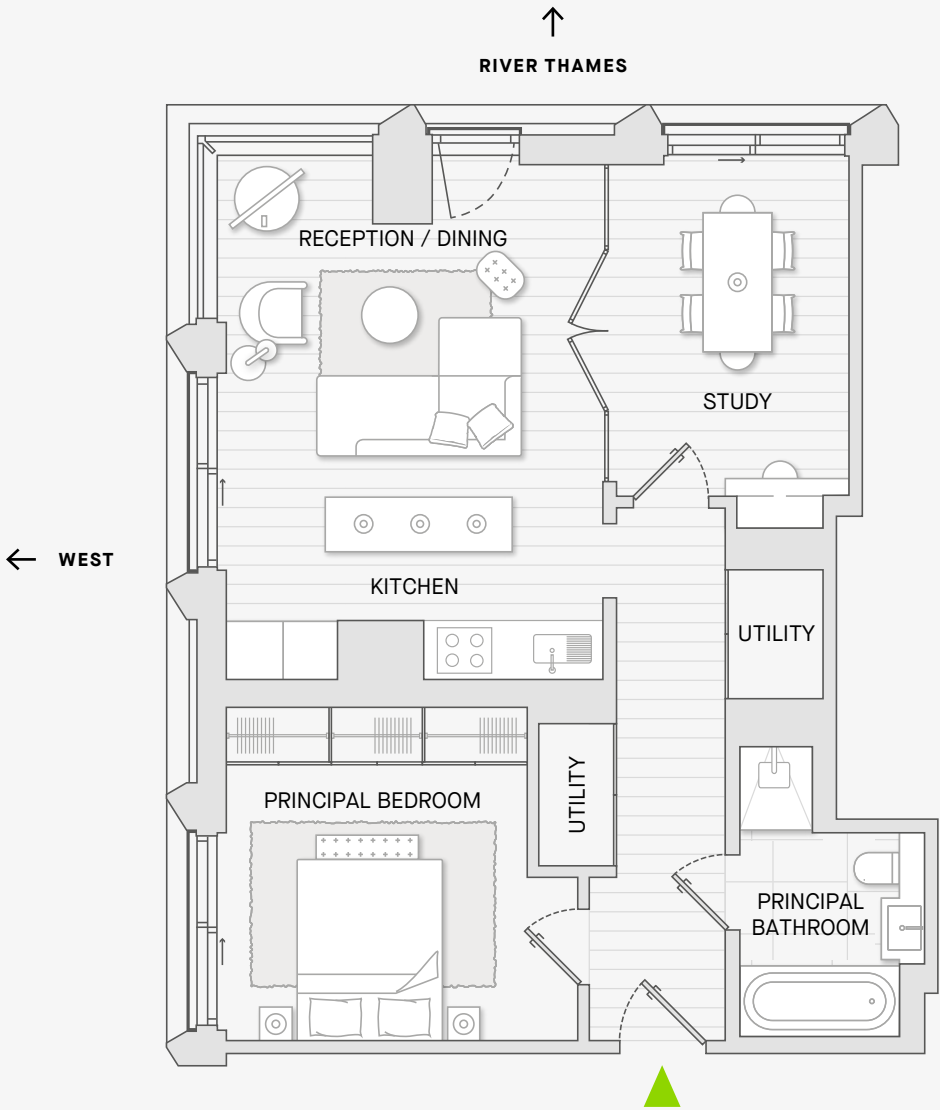 RIVER THAMES
RECEPTION / DINING
STUDY
WEST
KITCHEN
UTILITY
UTILITY
PRINCIPAL BEDROOM
PRINCIPAL
BATHROOM